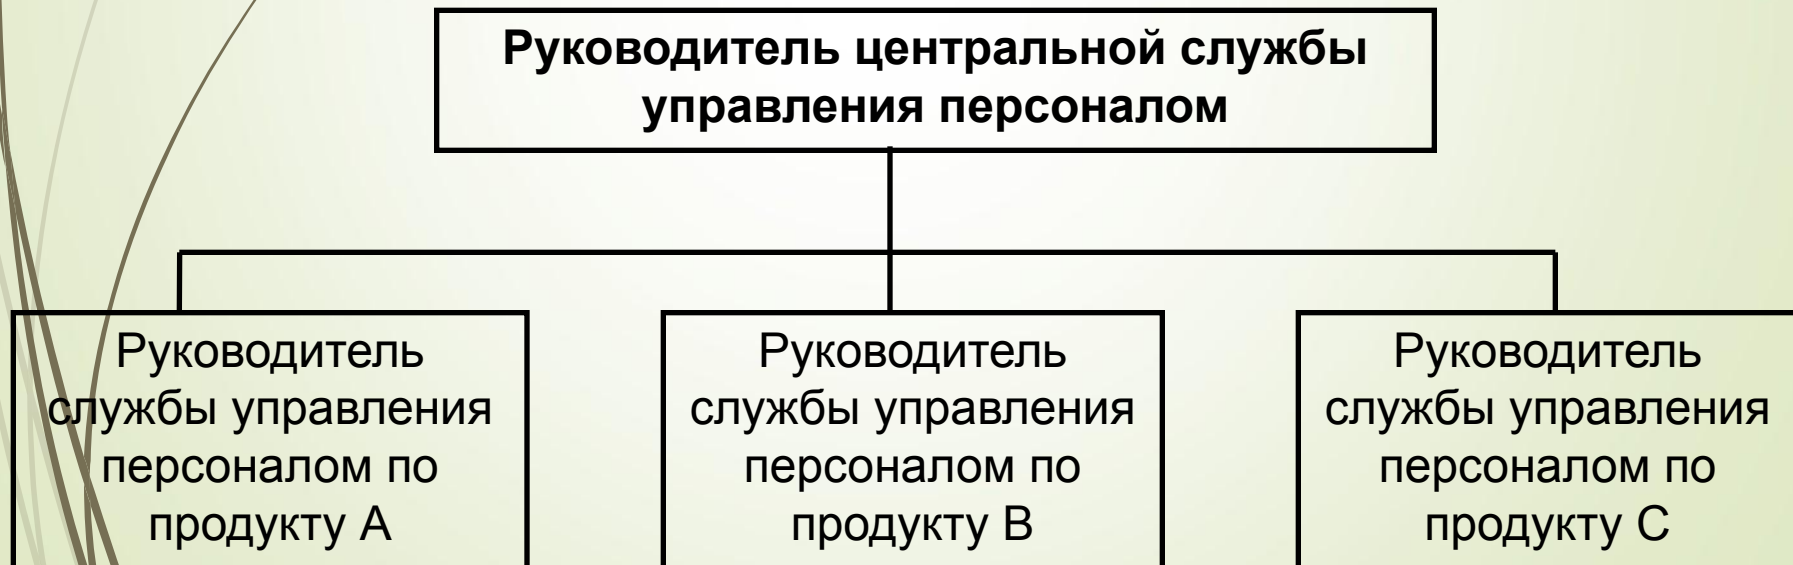 Руководитель центральной службы
управления персоналом
Руководитель
службы управления
персоналом по
продукту А
Руководитель
службы управления
персоналом по
продукту В
Руководитель
службы управления
персоналом по
продукту С